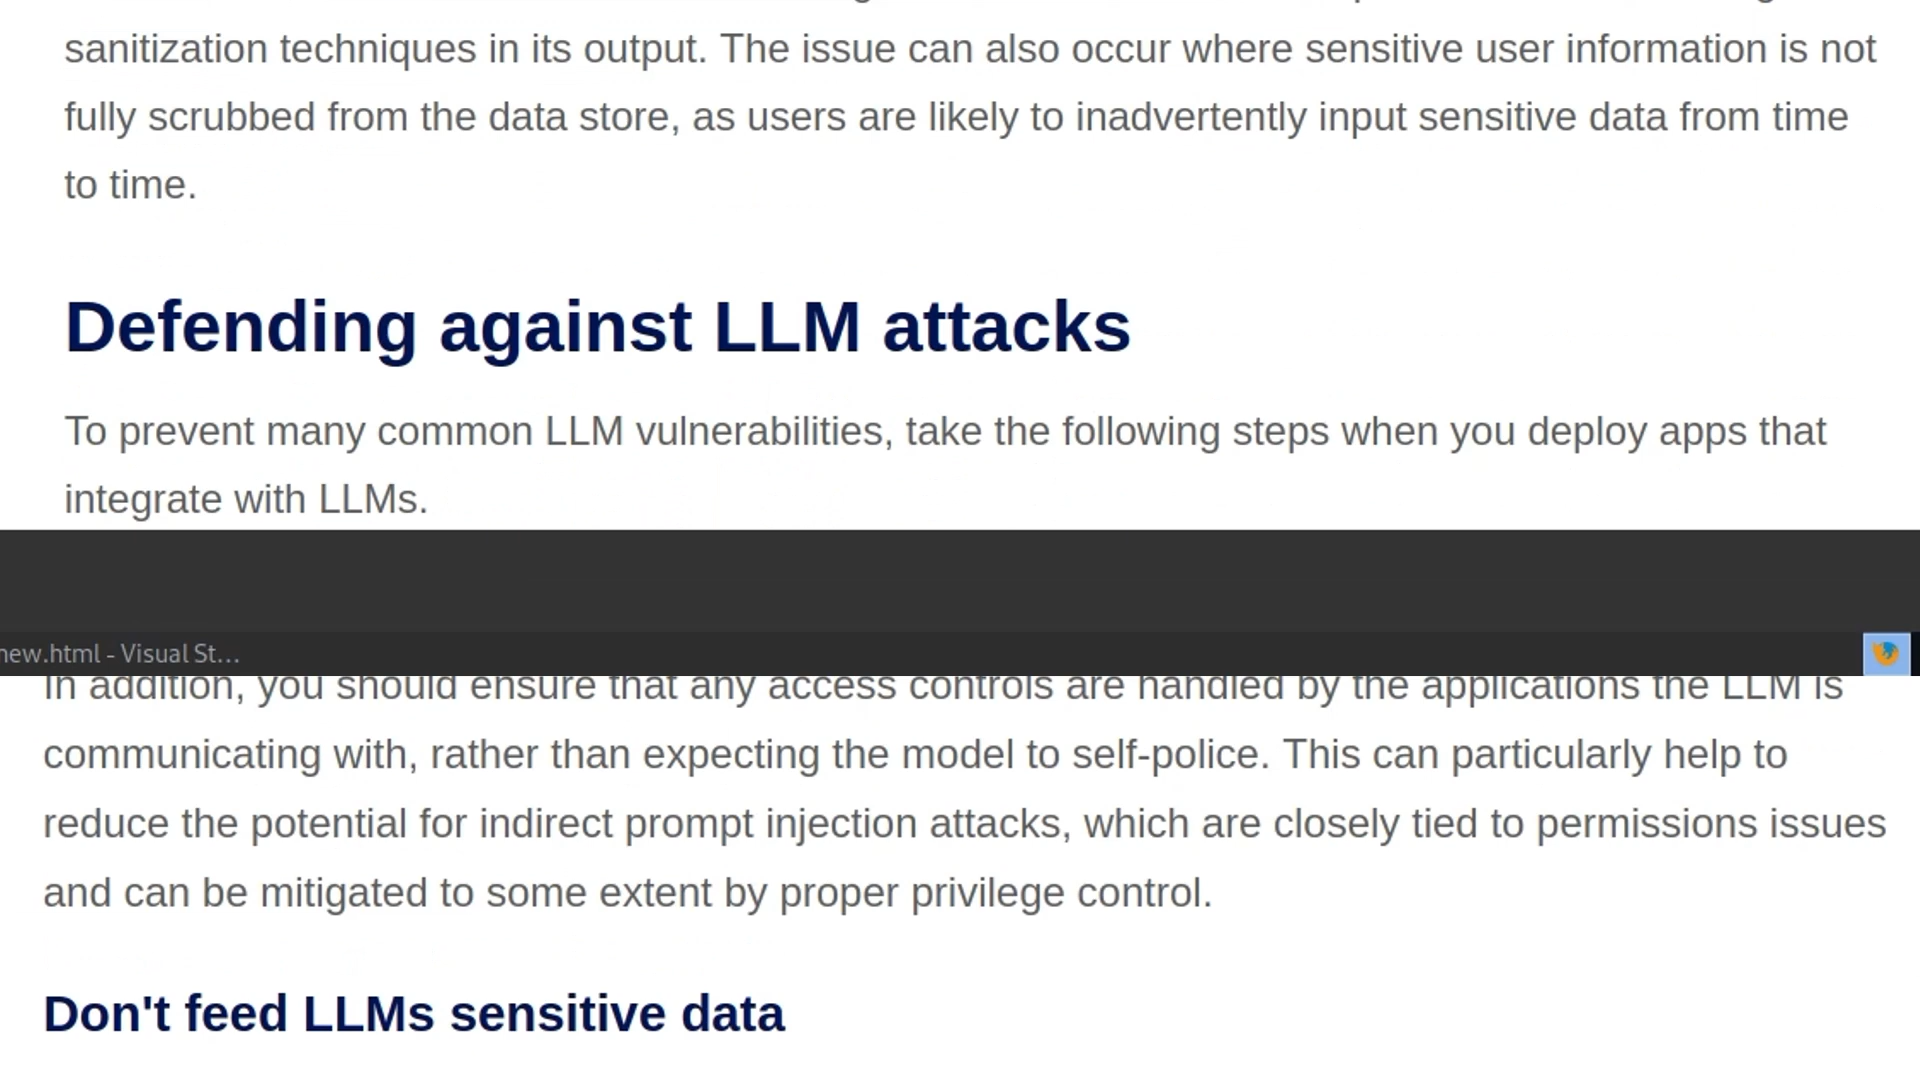 sanitization techniques in its output. The issue can also occur where sensitive user information is not
fully scrubbed from the data store, as users are likely to inadvertently input sensitive data from time
to time.
Defending against LLM attacks
To prevent many common LLM vulnerabilities, take the following steps when you deploy apps that
integrate with LLMs.
new.html - Visual St...
In addition, you should ensure that any access controls are handled by the applications the LLM is
communicating with, rather than expecting the model to self-police. This can particularly help to
reduce the potential for indirect prompt injection attacks, which are closely tied to permissions issues
and can be mitigated to some extent by proper privilege control.
Don't feed LLMs sensitive data